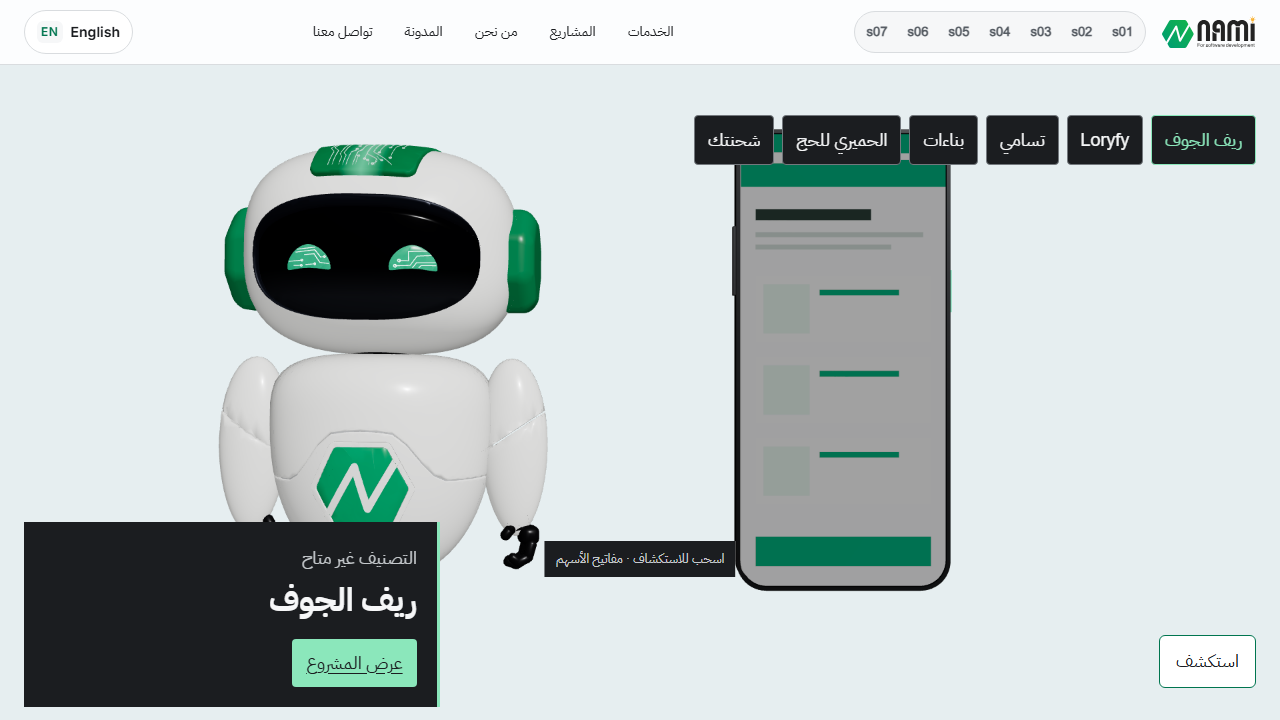 nami
For software development
s01 s02 s03 s04 s05 s06 s07
الخدمات المشاريع من نحن المدونة تواصل معنا
EN English
ريف الجوف Loryfy تسامي بناءات الحميري للحج شحنتك
اسحب للاستكشاف · مفاتيح الأسهم
التصنيف غير متاح
ريف الجوف
عرض المشروع
استكشف